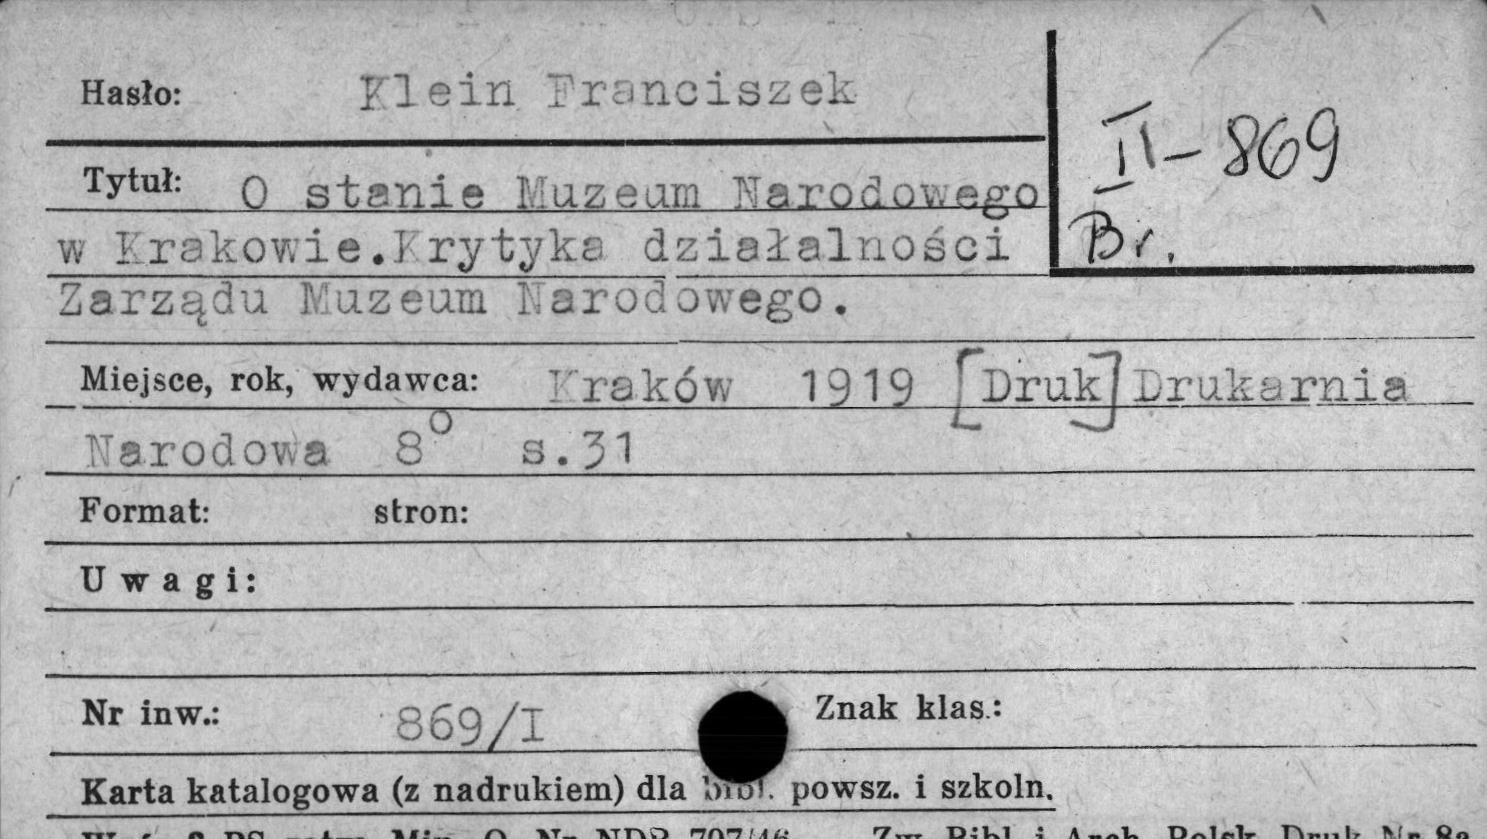 Hasło: Klein Franciszek
II-869
Tytuł: O stanie Muzeum Narodowego
w Krakowie.Krytyka działalności
Br.
Zarządu Muzeum Narodowego.
Miejsce, rok, wydawca: Kraków 1919 [Druk] Drukarnia
Narodowa 8° s.31
Format: stron:
Uwagi:
Nr inw.: 869/I Znak klas.:
Karta katalogowa (z nadrukiem) dla bibl. powsz. i szkoln.